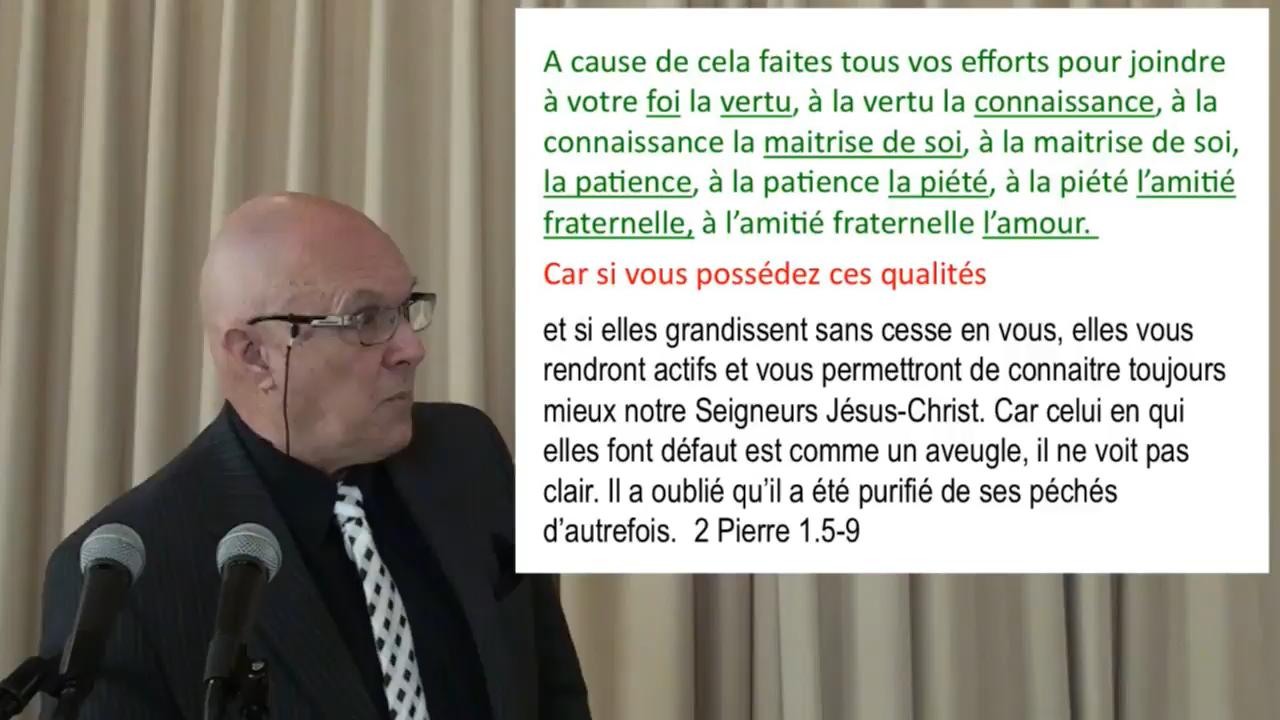 A cause de cela faites tous vos efforts pour joindre
à votre foi la vertu, à la vertu la connaissance, à la
connaissance la maitrise de soi, à la maitrise de soi,
la patience, à la patience la piété, à la piété l’amitié
fraternelle, à l’amitié fraternelle l’amour.
Car si vous possédez ces qualités
et si elles grandissent sans cesse en vous, elles vous
rendront actifs et vous permettront de connaitre toujours
mieux notre Seigneurs Jésus-Christ. Car celui en qui
elles font défaut est comme un aveugle, il ne voit pas
clair. Il a oublié qu’il a été purifié de ses péchés
d’autrefois. 2 Pierre 1.5-9